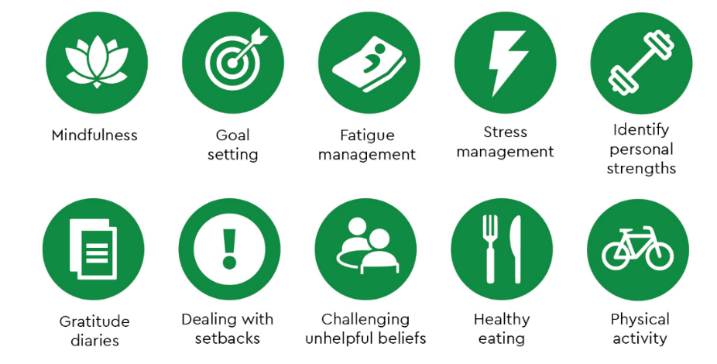 Mindfulness
Goal
setting
Fatigue
management
Stress
management
Identify
personal
strengths
Gratitude
diaries
Dealing with
setbacks
Challenging
unhelpful beliefs
Healthy
eating
Physical
activity